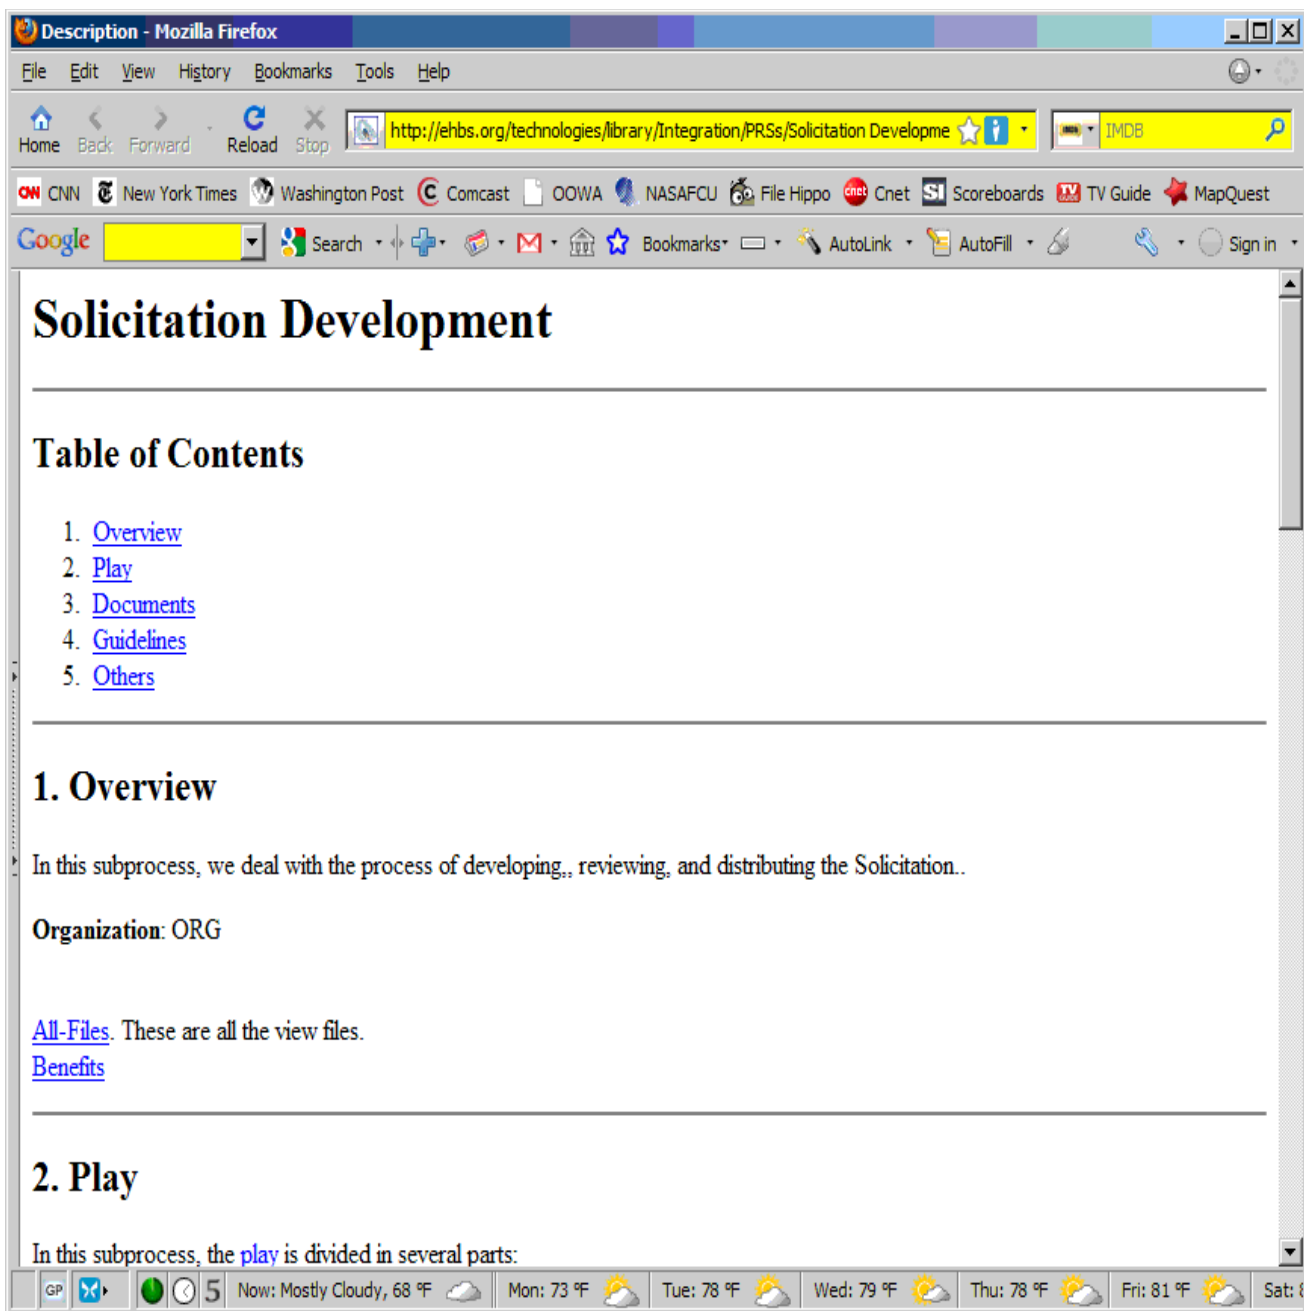 Description - Mozilla Firefox
File Edit View History Bookmarks Tools Help
Home Back Forward Reload Stop http://ehbs.org/technologies/library/Integration/PRSs/Solicitation Developme IMDB
CNN New York Times Washington Post Comcast OOWA NASAFCU File Hippo Cnet Scoreboards TV Guide MapQuest
Google Search Bookmarks AutoLink AutoFill Sign in
Solicitation Development
Table of Contents
1. Overview
2. Play
3. Documents
4. Guidelines
5. Others
1. Overview
In this subprocess, we deal with the process of developing,, reviewing, and distributing the Solicitation..
Organization: ORG
All-Files. These are all the view files.
Benefits
2. Play
In this subprocess, the play is divided in several parts:
GP 5 Now: Mostly Cloudy, 68 °F Mon: 73 °F Tue: 78 °F Wed: 79 °F Thu: 78 °F Fri: 81 °F Sat: